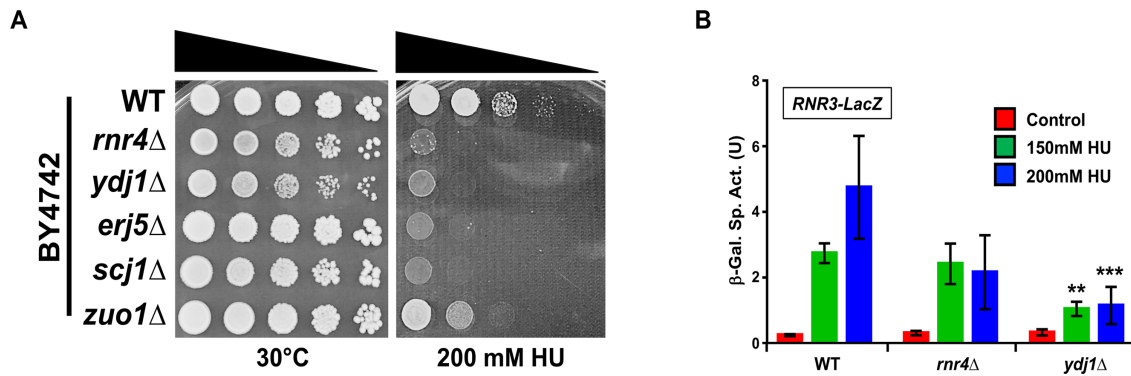 A
BY4742
WT
rnr4Δ
ydj1Δ
erj5Δ
scj1Δ
zuo1Δ
30°C
200 mM HU
B
β-Gal. Sp. Act. (U)
8
6
4
2
0
RNR3-LacZ
Control
150mM HU
200mM HU
**
***
WT
rnr4Δ
ydj1Δ